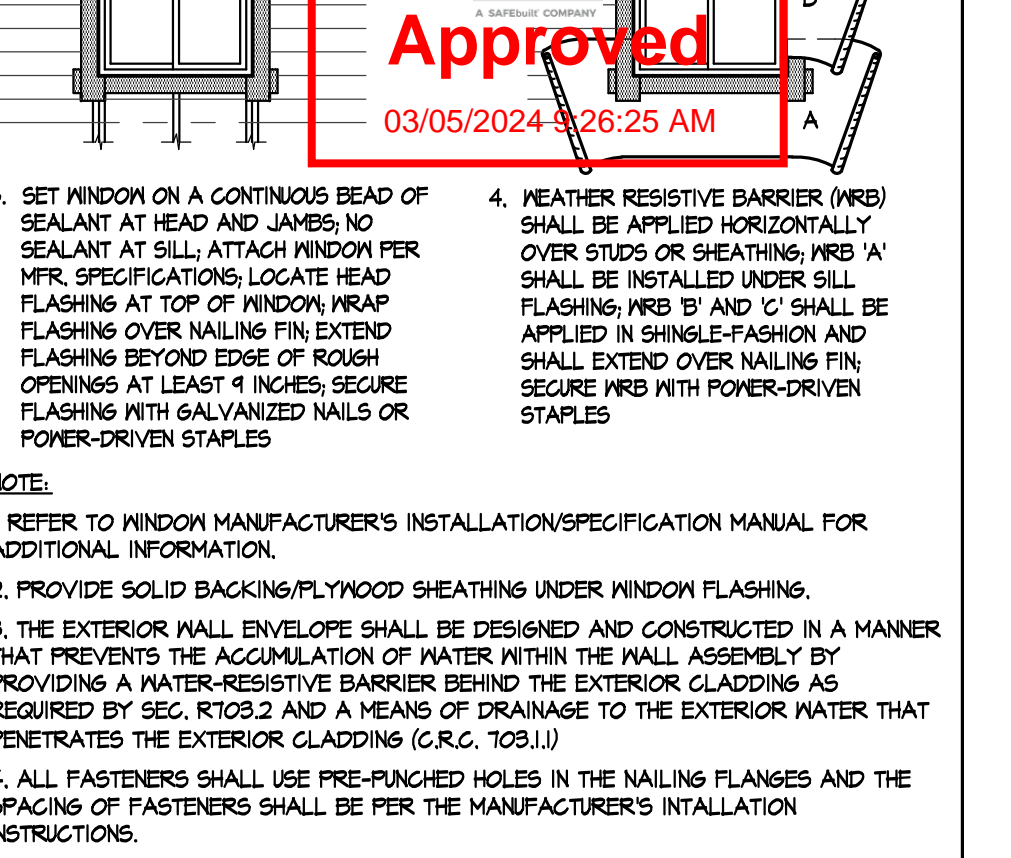 A SAFEbuilt COMPANY
Approved
03/05/2024 9:26:25 AM
A
SET WINDOW ON A CONTINUOUS BEAD OF
SEALANT AT HEAD AND JAMBS; NO
SEALANT AT SILL; ATTACH WINDOW PER
MFR. SPECIFICATIONS; LOCATE HEAD
FLASHING AT TOP OF WINDOW; WRAP
FLASHING OVER NAILING FIN; EXTEND
FLASHING BEYOND EDGE OF ROUGH
OPENINGS AT LEAST 9 INCHES; SECURE
FLASHING WITH GALVANIZED NAILS OR
POWER-DRIVEN STAPLES
4. WEATHER RESISTIVE BARRIER (WRB)
SHALL BE APPLIED HORIZONTALLY
OVER STUDS OR SHEATHING; WRB 'A'
SHALL BE INSTALLED UNDER SILL
FLASHING; WRB 'B' AND 'C' SHALL BE
APPLIED IN SHINGLE-FASHION AND
SHALL EXTEND OVER NAILING FIN;
SECURE WRB WITH POWER-DRIVEN
STAPLES
OTE:
REFER TO WINDOW MANUFACTURER'S INSTALLATION/SPECIFICATION MANUAL FOR
ADDITIONAL INFORMATION.
2. PROVIDE SOLID BACKING/PLYWOOD SHEATHING UNDER WINDOW FLASHING.
3. THE EXTERIOR WALL ENVELOPE SHALL BE DESIGNED AND CONSTRUCTED IN A MANNER
THAT PREVENTS THE ACCUMULATION OF WATER WITHIN THE WALL ASSEMBLY BY
PROVIDING A WATER-RESISTIVE BARRIER BEHIND THE EXTERIOR CLADDING AS
REQUIRED BY SEC. R703.2 AND A MEANS OF DRAINAGE TO THE EXTERIOR WATER THAT
PENETRATES THE EXTERIOR CLADDING (C.R.C. 703.1.1)
ALL FASTENERS SHALL USE PRE-PUNCHED HOLES IN THE NAILING FLANGES AND THE
SPACING OF FASTENERS SHALL BE PER THE MANUFACTURER'S INTALLATION
NSTRUCTIONS.